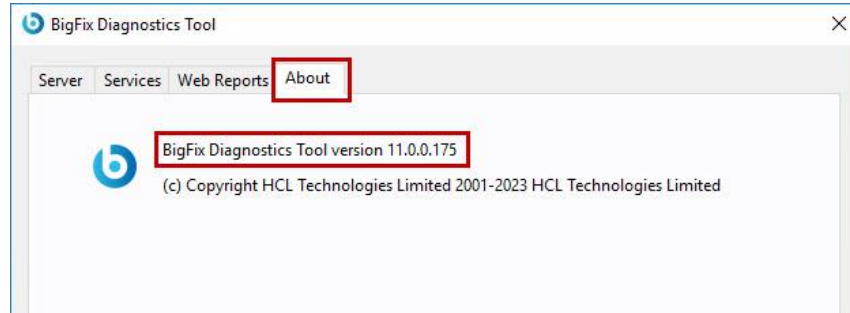 BigFix Diagnostics Tool
Server Services Web Reports About
BigFix Diagnostics Tool version 11.0.0.175
(c) Copyright HCL Technologies Limited 2001-2023 HCL Technologies Limited